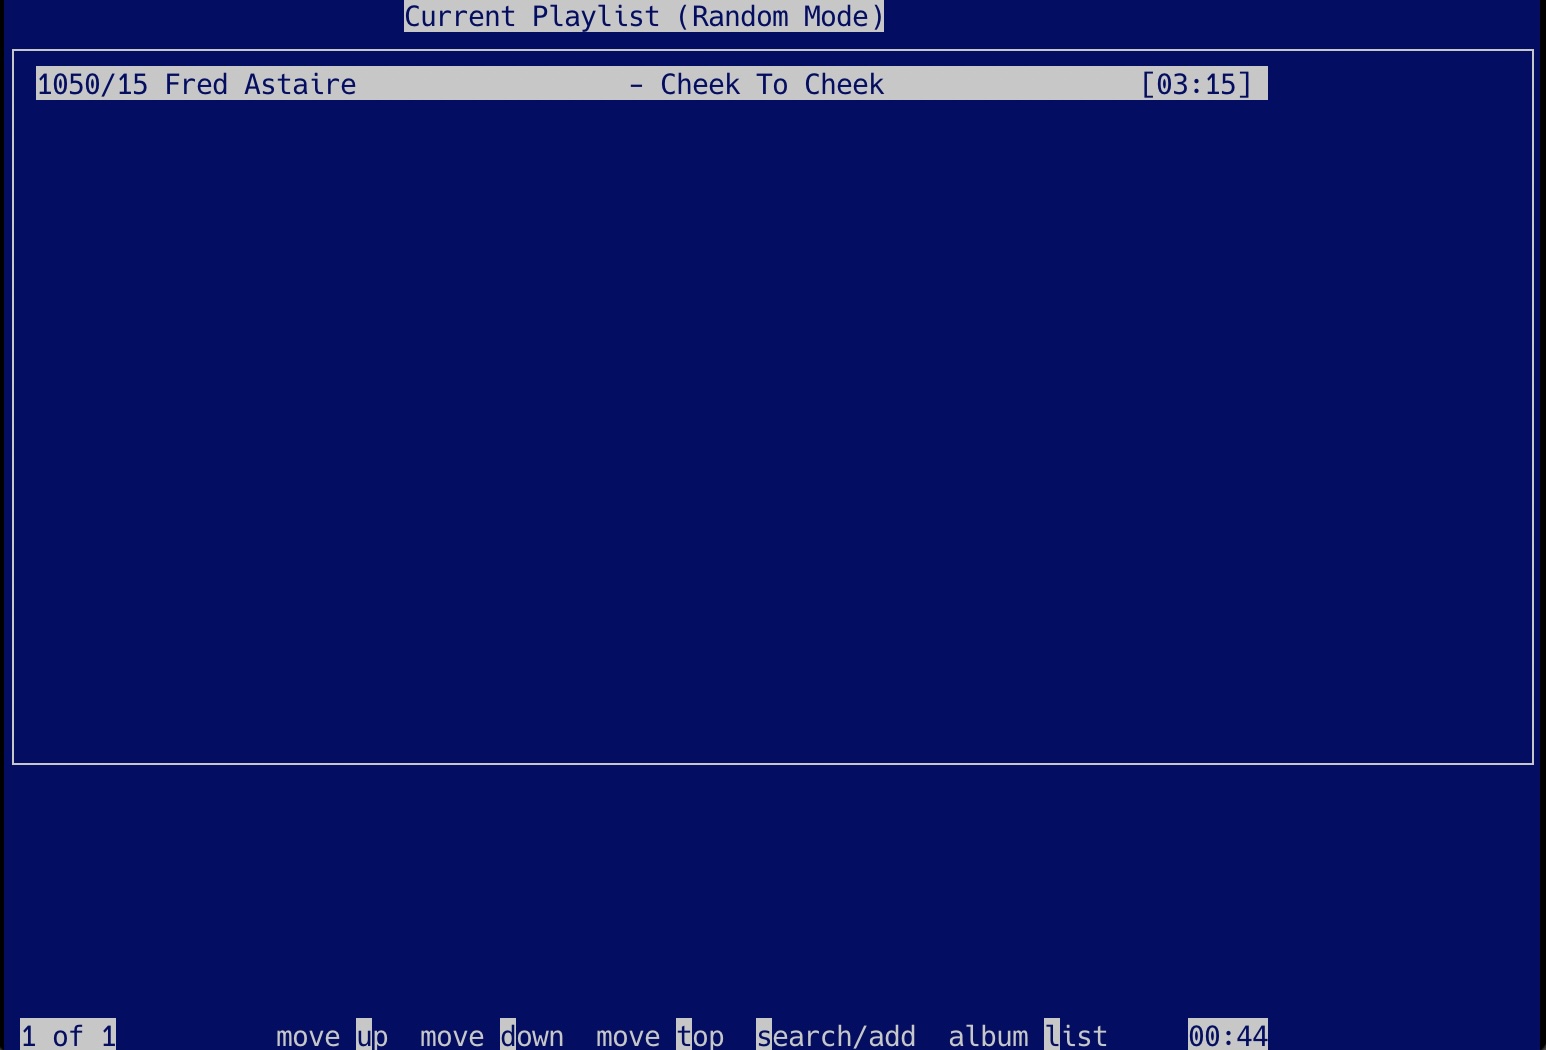 Current Playlist (Random Mode)
1050/15 Fred Astaire - Cheek To Cheek [03:15]
1 of 1 move up move down move top search/add album list 00:44